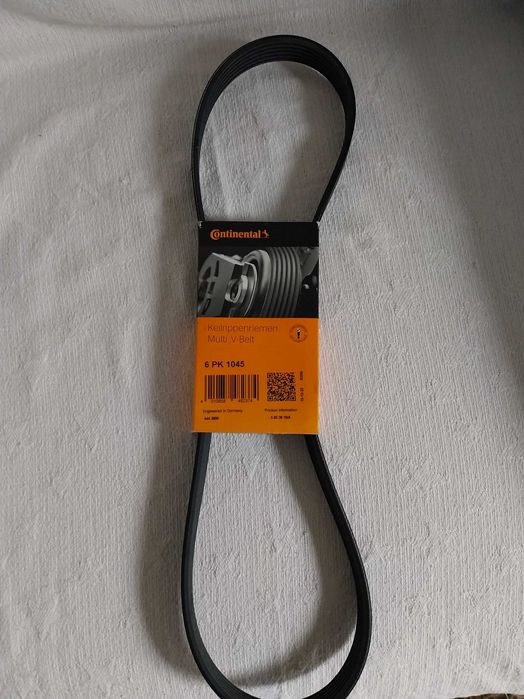 Continental
Keilrippenriemen
Multi V-Belt
6 PK 1045
Engineered in Germany
Product information